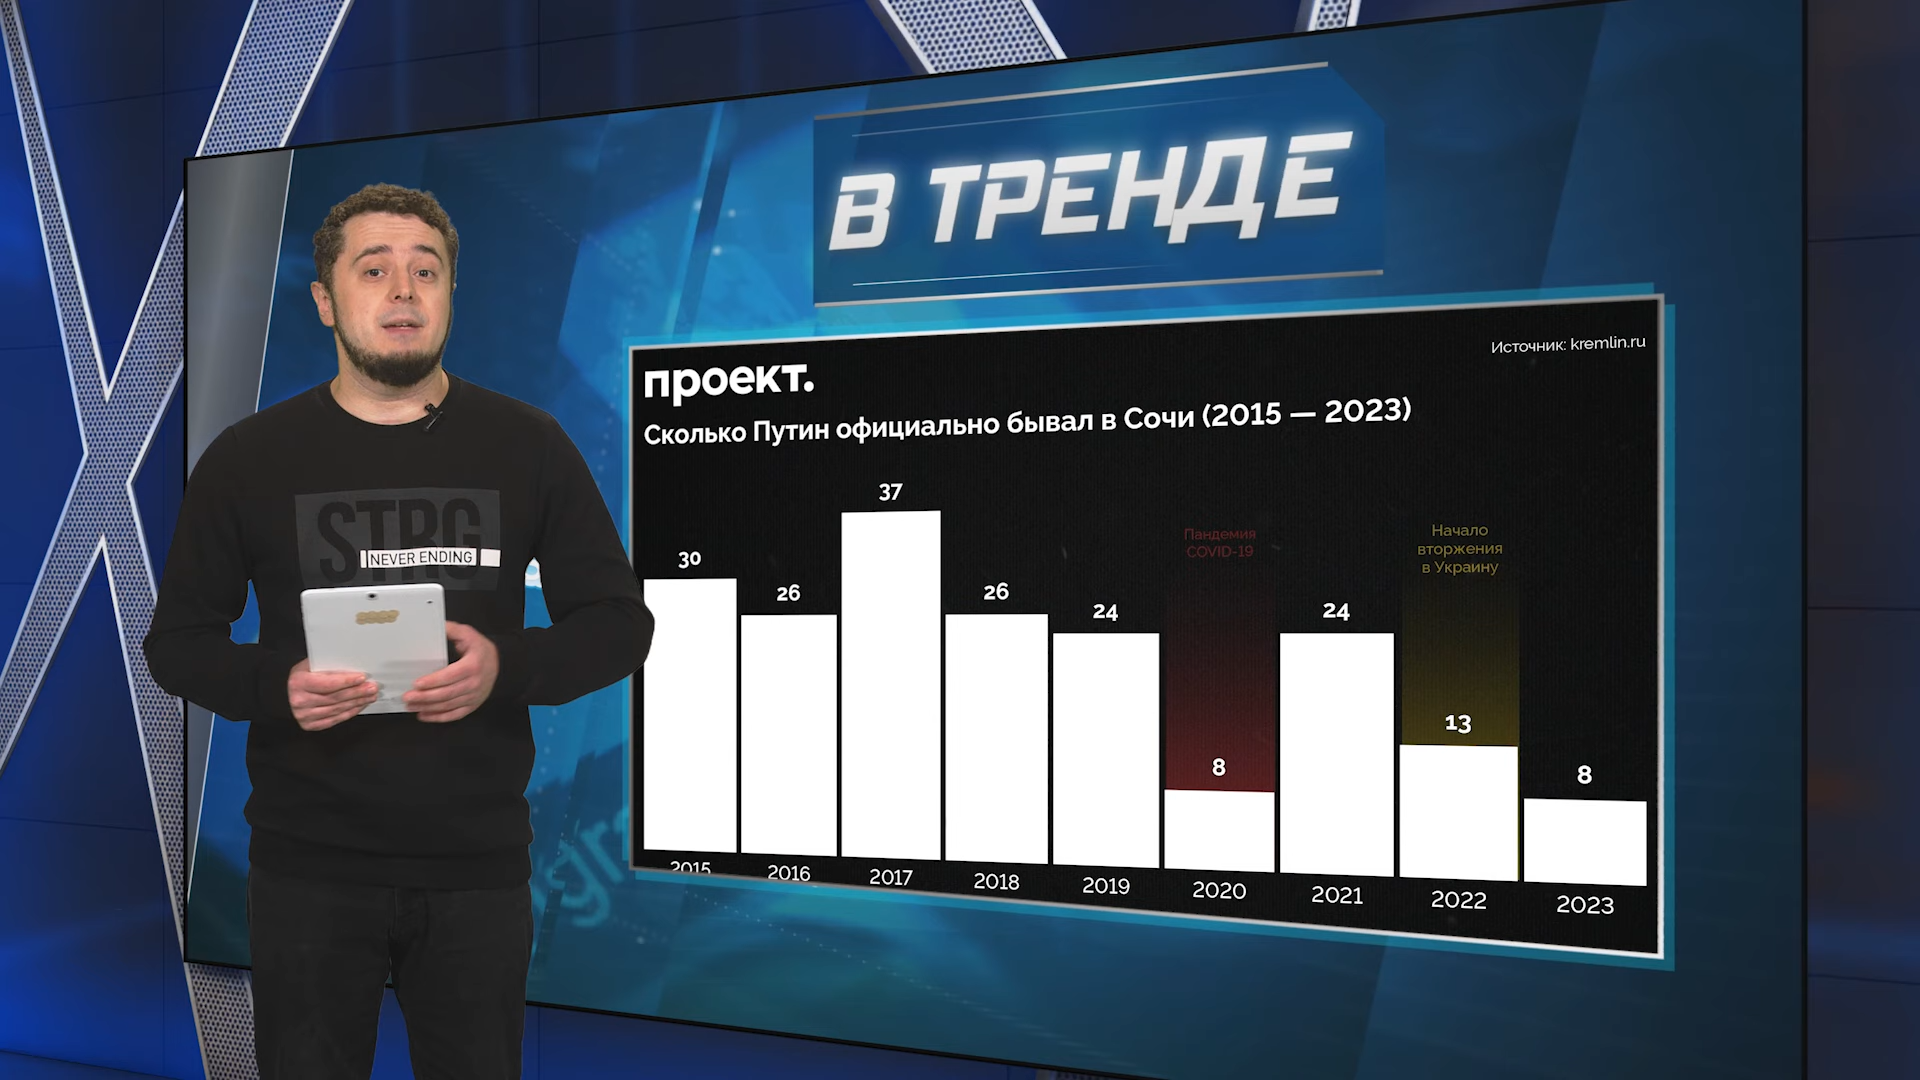 В ТРЕНДЕ
Источник: kremlin.ru
проект.
Сколько Путин официально бывал в Сочи (2015 — 2023)
37
30
26
26
24
Пандемия
COVID-19
8
24
Начало
вторжения
в Украину
13
8
2015
2016
2017
2018
2019
2020
2021
2022
2023
STRG
NEVER ENDING